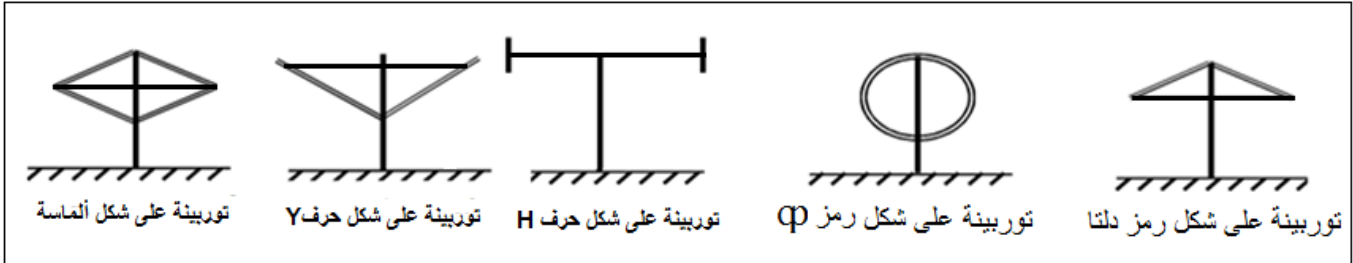 توربينة على شكل رمز دلتا
توربينة على شكل رمز φ
توربينة على شكل حرف H
توربينة على شكل حرفY
توربينة على شكل ألماسة